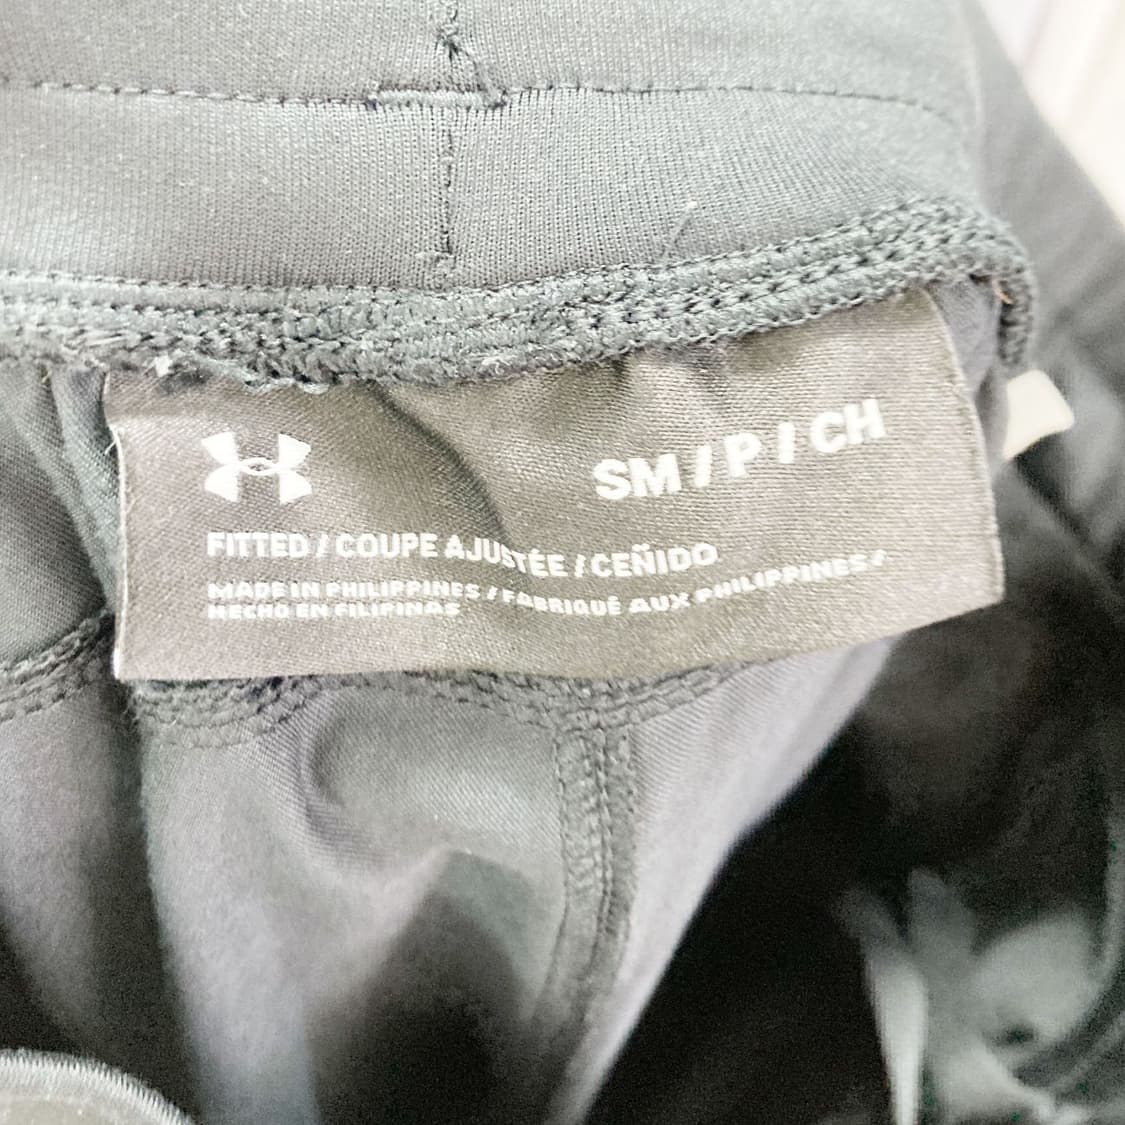 SM / P / CH
FITTED / COUPE AJUSTÉE / CEÑIDO
MADE IN PHILIPPINES / FABRIQUÉ AUX PHILIPPINES /
HECHO EN FILIPINAS